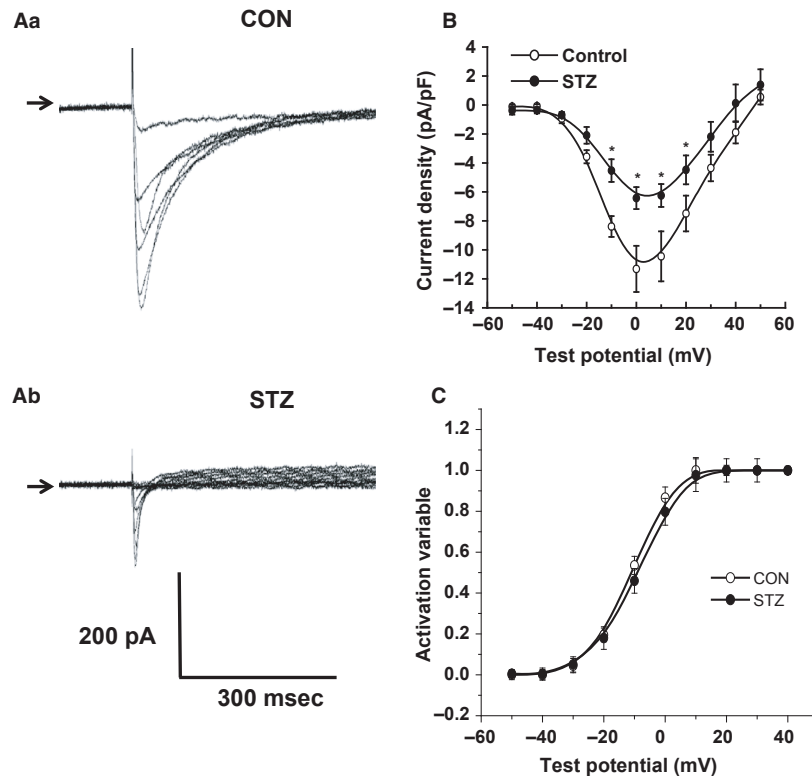 Aa
CON
Ab
STZ
200 pA
300 msec
B
Control
STZ
4
2
0
–2
–4
–6
–8
–10
–12
–14
Current density (pA/pF)
* * * *
–60 –40 –20 0 20 40 60
Test potential (mV)
C
1.2
1.0
0.8
0.6
0.4
0.2
0.0
–0.2
Activation variable
CON
STZ
–60 –40 –20 0 20 40
Test potential (mV)